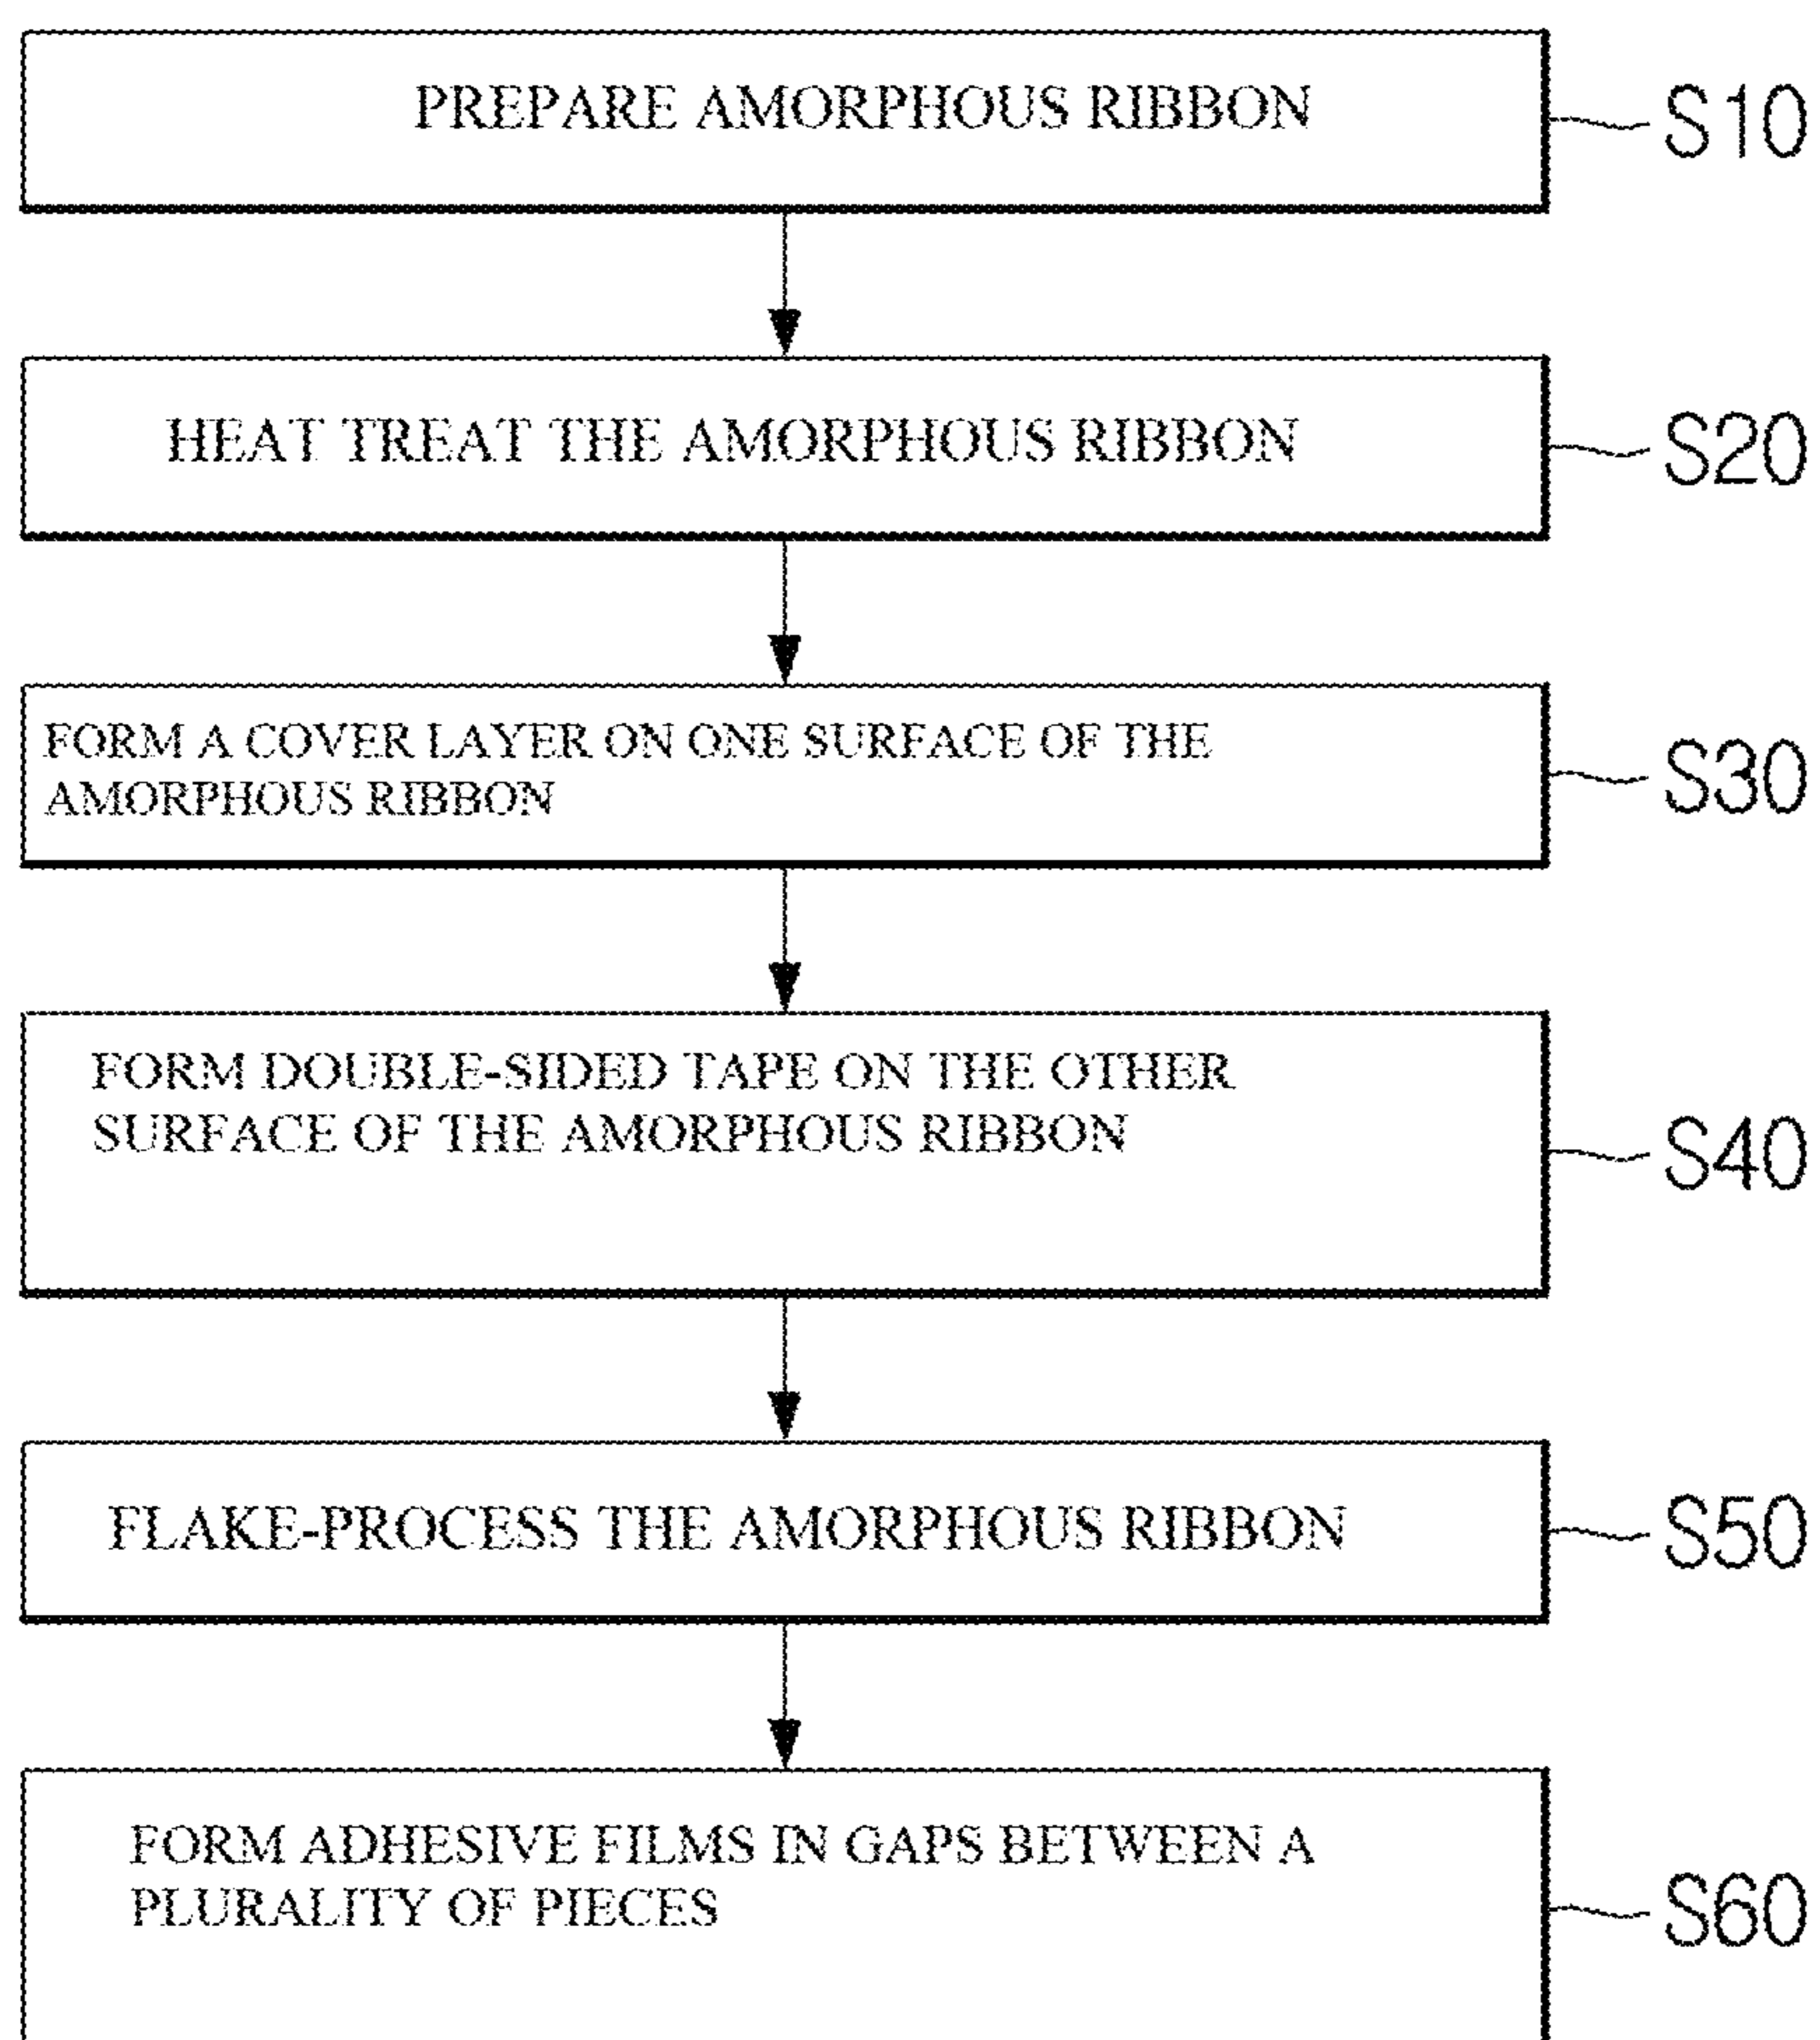 PREPARE AMORPHOUS RIBBON
S10
HEAT TREAT THE AMORPHOUS RIBBON
S20
FORM A COVER LAYER ON ONE SURFACE OF THE
AMORPHOUS RIBBON
S30
FORM DOUBLE-SIDED TAPE ON THE OTHER
SURFACE OF THE AMORPHOUS RIBBON
S40
FLAKE-PROCESS THE AMORPHOUS RIBBON
S50
FORM ADHESIVE FILMS IN GAPS BETWEEN A
PLURALITY OF PIECES
S60